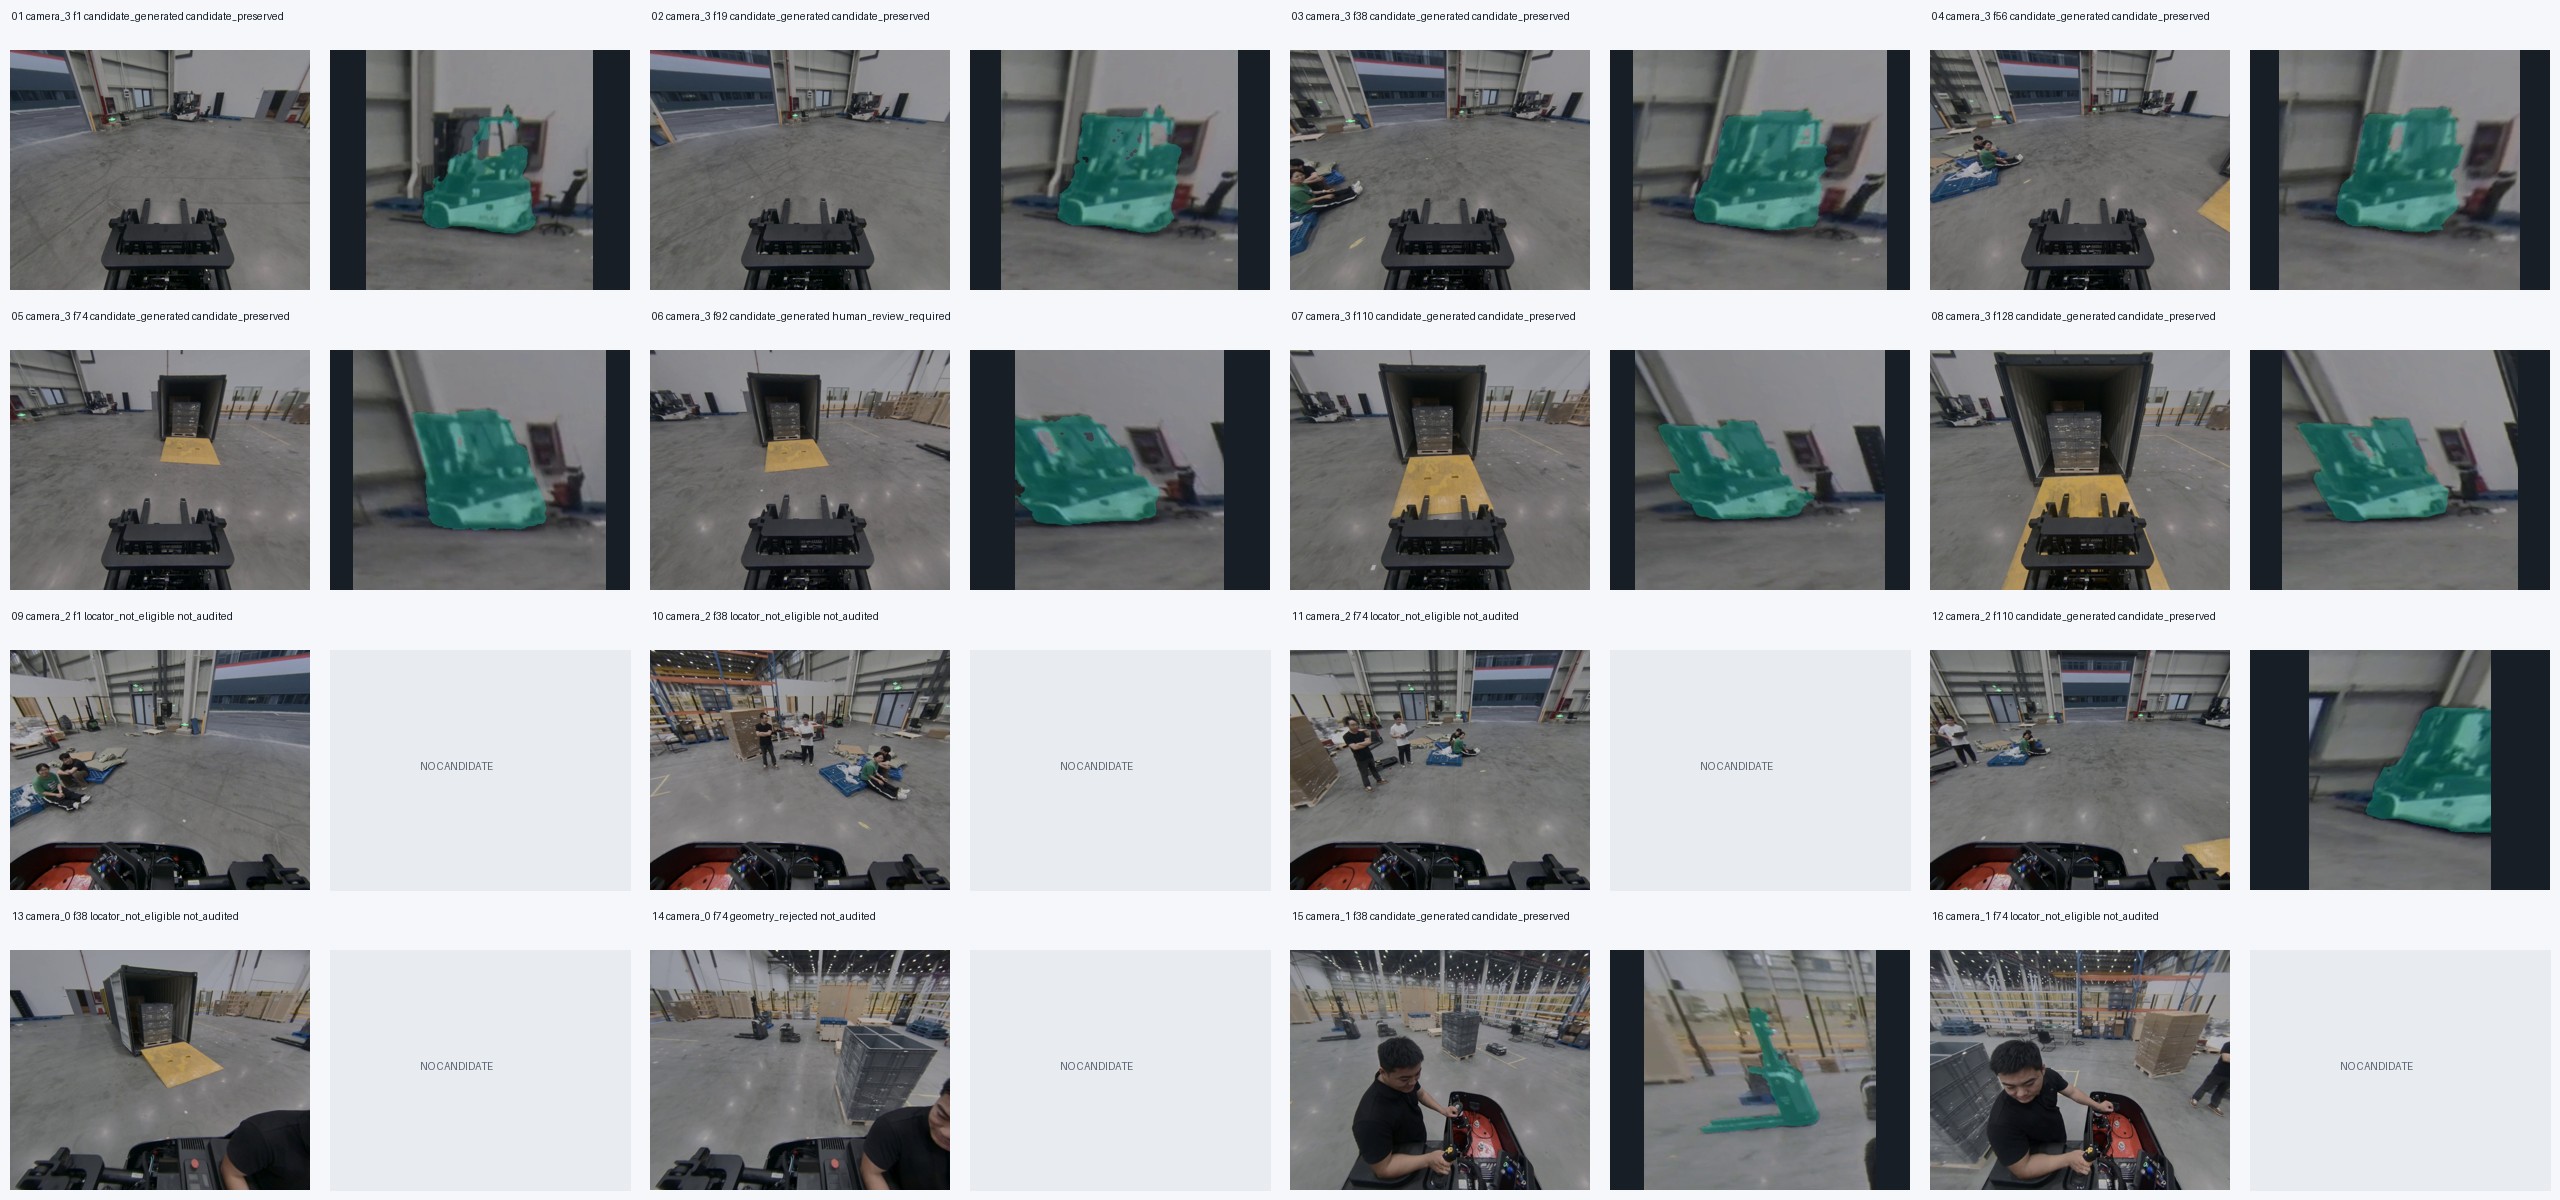 01 camera_3 f1 candidate_generated candidate_preserved
02 camera_3 f19 candidate_generated candidate_preserved
03 camera_3 f38 candidate_generated candidate_preserved
04 camera_3 f56 candidate_generated candidate_preserved
05 camera_3 f74 candidate_generated candidate_preserved
06 camera_3 f92 candidate_generated human_review_required
07 camera_3 f110 candidate_generated candidate_preserved
08 camera_3 f128 candidate_generated candidate_preserved
09 camera_2 f1 locator_not_eligible not_audited
10 camera_2 f38 locator_not_eligible not_audited
11 camera_2 f74 locator_not_eligible not_audited
12 camera_2 f110 candidate_generated candidate_preserved
NO CANDIDATE
NO CANDIDATE
NO CANDIDATE
13 camera_0 f38 locator_not_eligible not_audited
14 camera_0 f74 geometry_rejected not_audited
15 camera_1 f38 candidate_generated candidate_preserved
16 camera_1 f74 locator_not_eligible not_audited
NO CANDIDATE
NO CANDIDATE
NO CANDIDATE